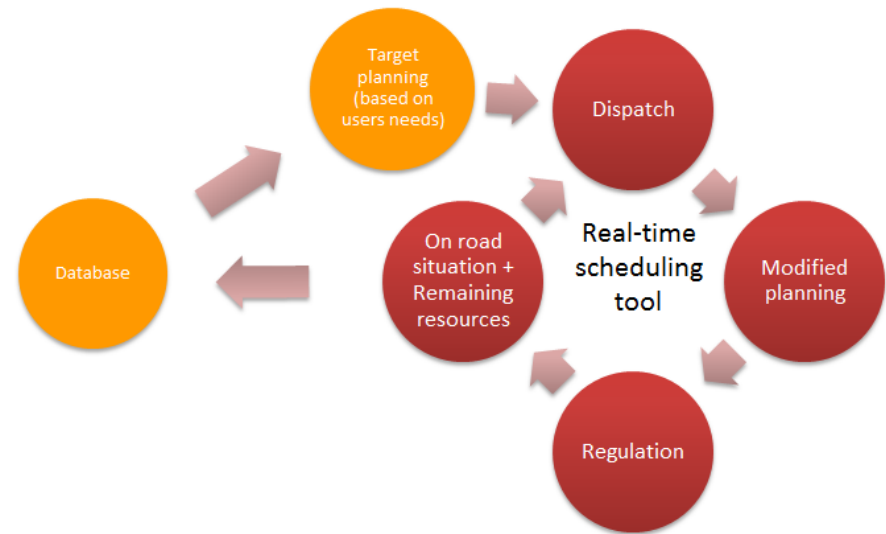 Target
planning
(based on
users needs)
Dispatch
Database
On road
situation +
Remaining
resources
Real-time
scheduling
tool
Modified
planning
Regulation